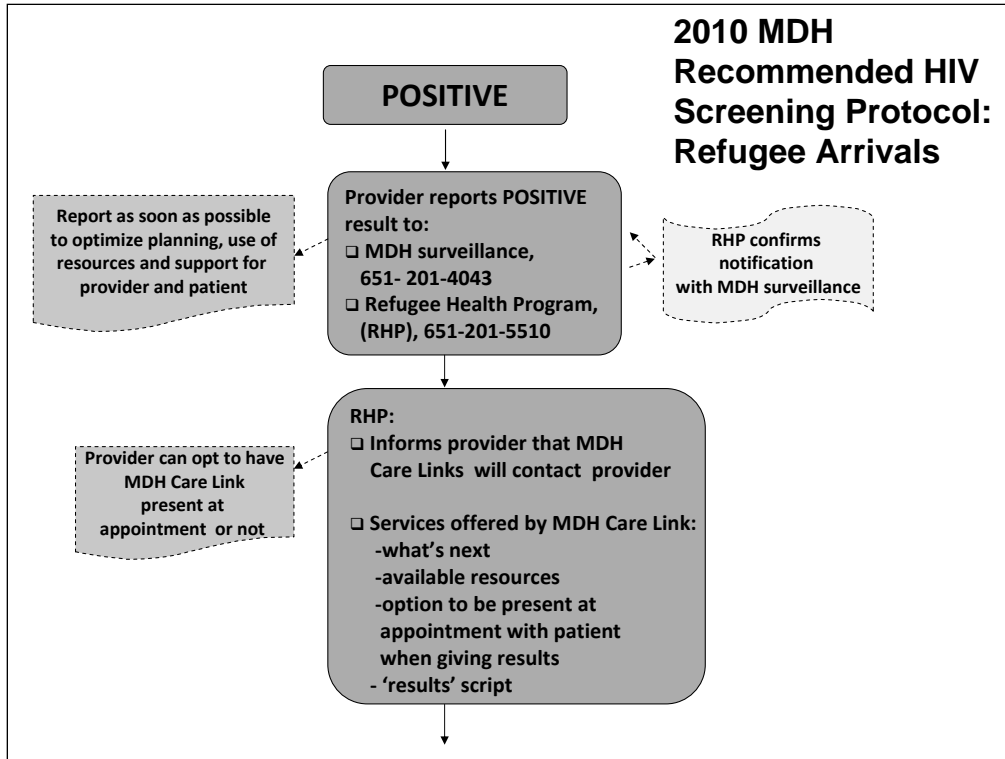 2010 MDH
Recommended HIV
Screening Protocol:
Refugee Arrivals
POSITIVE
Provider reports POSITIVE
result to:
❑ MDH surveillance,
651- 201-4043
❑ Refugee Health Program,
(RHP), 651-201-5510
Report as soon as possible
to optimize planning, use of
resources and support for
provider and patient
RHP confirms
notification
with MDH surveillance
RHP:
❑ Informs provider that MDH
Care Links will contact provider
❑ Services offered by MDH Care Link:
-what’s next
-available resources
-option to be present at
appointment with patient
when giving results
- ‘results’ script
Provider can opt to have
MDH Care Link
present at
appointment or not